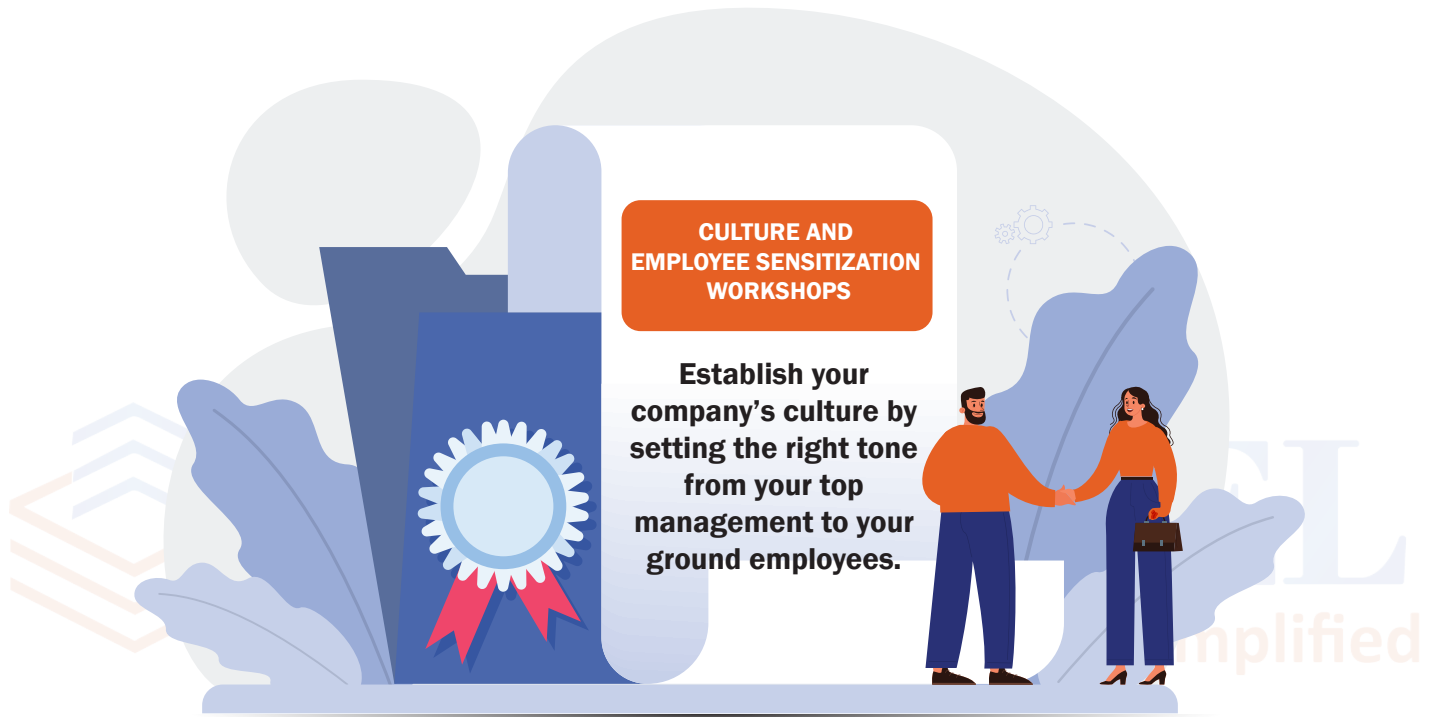 CULTURE AND
EMPLOYEE SENSITIZATION
WORKSHOPS
Establish your
company’s culture by
setting the right tone
from your top
management to your
ground employees.